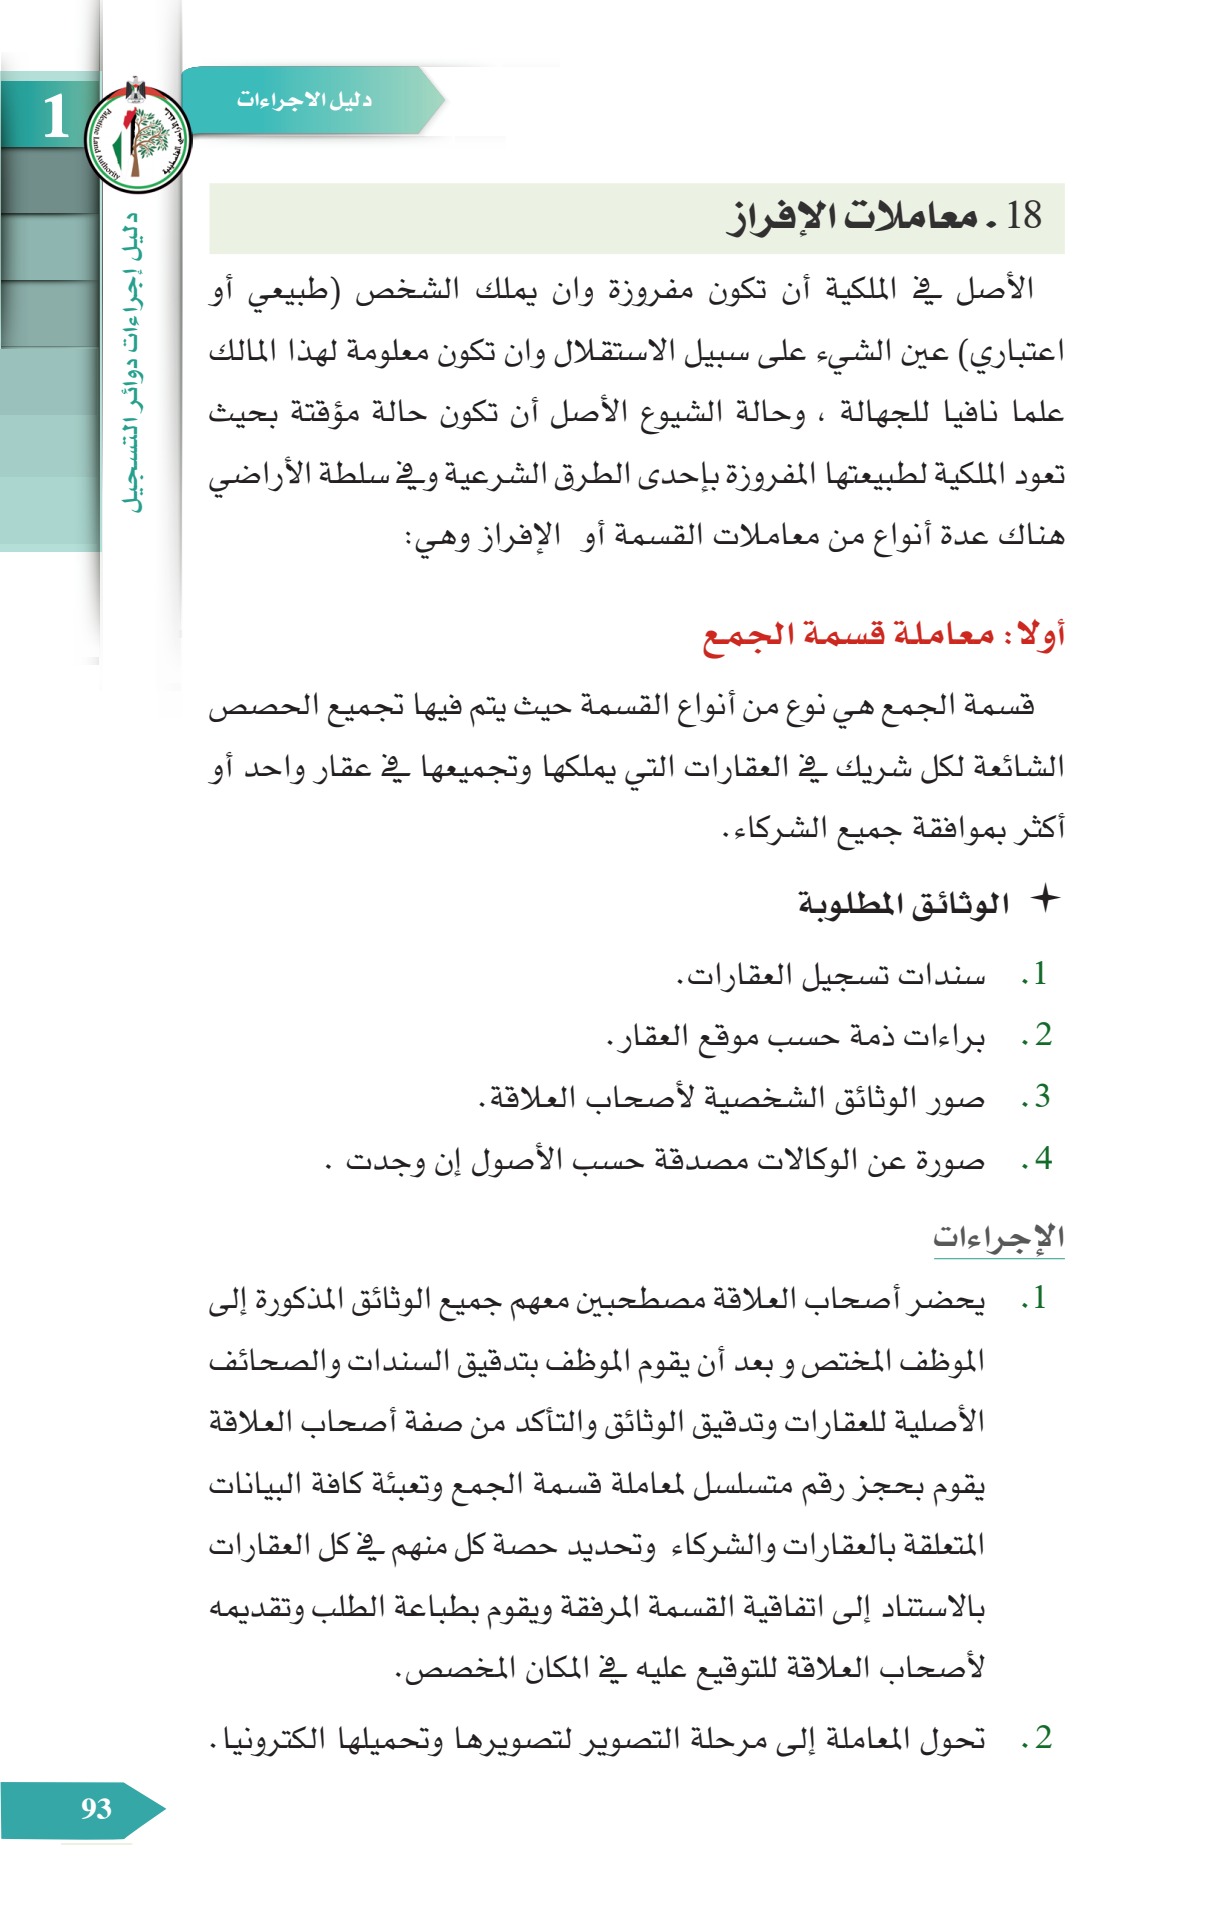 دليل الاجراءات
1
Palestine Land Authority
دليل إجراءات دوائر التسجيل
18 . معاملات الإفراز
الأصل في الملكية أن تكون مفروزة وان يملك الشخص (طبيعي أو
اعتباري) عين الشيء على سبيل الاستقلال وان تكون معلومة لهذا المالك
علما نافيا للجهالة ، وحالة الشيوع الأصل أن تكون حالة مؤقتة بحيث
تعود الملكية لطبيعتها المفروزة بإحدى الطرق الشرعية وفي سلطة الأراضي
هناك عدة أنواع من معاملات القسمة أو الإفراز وهي:
أولا: معاملة قسمة الجمع
قسمة الجمع هي نوع من أنواع القسمة حيث يتم فيها تجميع الحصص
الشائعة لكل شريك في العقارات التي يملكها وتجميعها في عقار واحد أو
أكثر بموافقة جميع الشركاء.
الوثائق المطلوبة
1. سندات تسجيل العقارات.
2. براءات ذمة حسب موقع العقار.
3. صور الوثائق الشخصية لأصحاب العلاقة.
4. صورة عن الوكالات مصدقة حسب الأصول إن وجدت .
الإجراءات
1. يحضر أصحاب العلاقة مصطحبين معهم جميع الوثائق المذكورة إلى
الموظف المختص و بعد أن يقوم الموظف بتدقيق السندات والصحائف
الأصلية للعقارات وتدقيق الوثائق والتأكد من صفة أصحاب العلاقة
يقوم بحجز رقم متسلسل لمعاملة قسمة الجمع وتعبئة كافة البيانات
المتعلقة بالعقارات والشركاء وتحديد حصة كل منهم في كل العقارات
بالاستناد إلى اتفاقية القسمة المرفقة ويقوم بطباعة الطلب وتقديمه
لأصحاب العلاقة للتوقيع عليه في المكان المخصص.
2. تحول المعاملة إلى مرحلة التصوير لتصويرها وتحميلها الكترونيا.
93